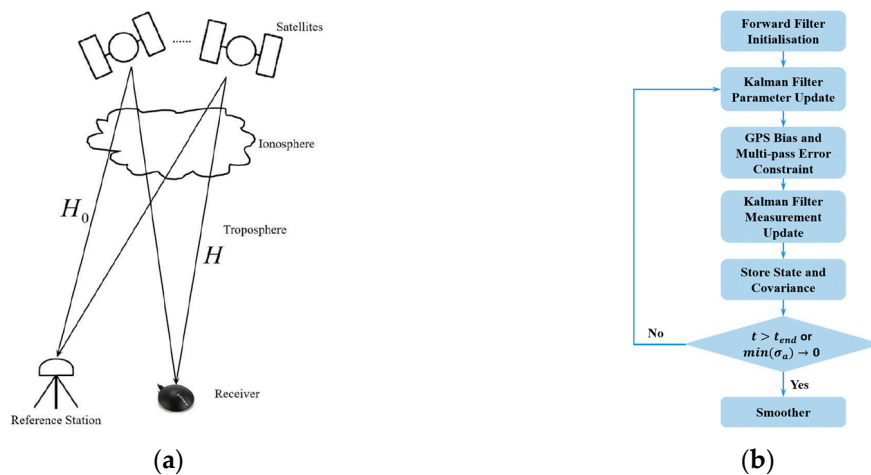 Satellites
......
Ionosphere
H₀
Troposphere
H
Receiver
Reference Station
(a)
Forward Filter
Initialisation
Kalman Filter
Parameter Update
GPS Bias and
Multi-pass Error
Constraint
Kalman Filter
Measurement
Update
Store State and
Covariance
No
t > tₑₙd or
min(σₐ) → 0
Yes
Smoother
(b)